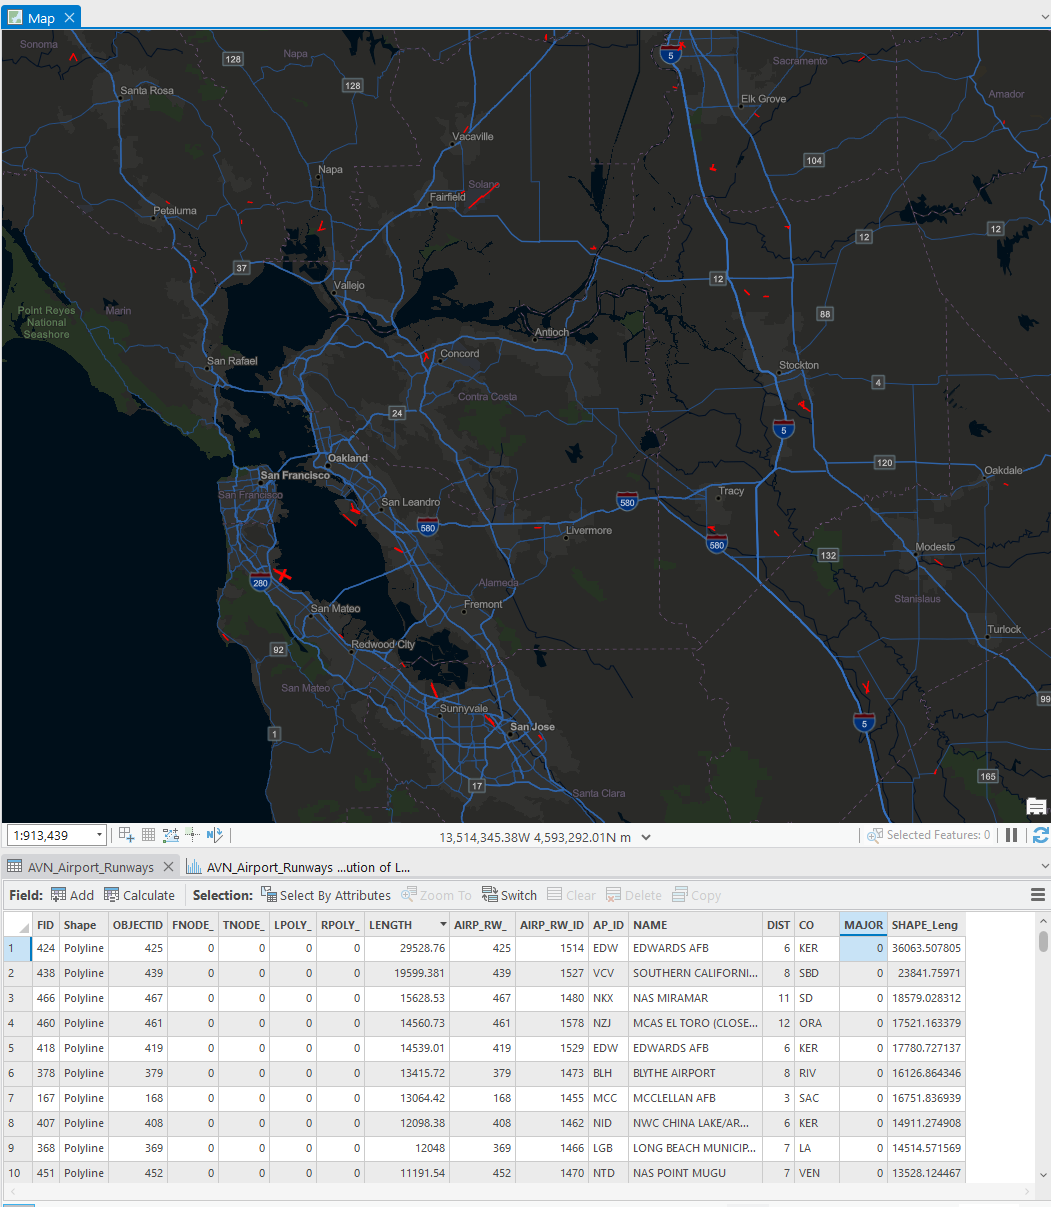 Map
Sonoma
Napa
5
Sacramento
128
128
Santa Rosa
Elk Grove
Amador
Vacaville
104
Napa
Solano
Fairfield
Petaluma
12
12
37
12
Vallejo
Point Reyes
National
Seashore
Marin
88
Antioch
Concord
San Rafael
Stockton
4
Contra Costa
24
5
Oakland
120
San Francisco
Oakdale
San Francisco
Tracy
San Leandro
580
580
Livermore
580
Modesto
132
280
Alameda
Stanislaus
San Mateo
Fremont
Turlock
Redwood City
92
San Mateo
99
Sunnyvale
5
San Jose
1
165
17
Santa Clara
1:913,439 13,514,345.38W 4,593,292.01N m Selected Features: 0
AVN_Airport_Runways AVN_Airport_Runways ...ution of L...
Field: Add Calculate Selection: Select By Attributes Zoom To Switch Clear Delete Copy
FID Shape OBJECTID FNODE_ TNODE_ LPOLY_ RPOLY_ LENGTH AIRP_RW_ AIRP_RW_ID AP_ID NAME DIST CO MAJOR SHAPE_Leng
1 424 Polyline 425 0 0 0 0 29528.76 425 1514 EDW EDWARDS AFB 6 KER 0 36063.507805
2 438 Polyline 439 0 0 0 0 19599.381 439 1527 VCV SOUTHERN CALIFORNI... 8 SBD 0 23841.75971
3 466 Polyline 467 0 0 0 0 15628.53 467 1480 NKX NAS MIRAMAR 11 SD 0 18579.028312
4 460 Polyline 461 0 0 0 0 14560.73 461 1578 NZJ MCAS EL TORO (CLOSE... 12 ORA 0 17521.163379
5 418 Polyline 419 0 0 0 0 14539.01 419 1529 EDW EDWARDS AFB 6 KER 0 17780.727137
6 378 Polyline 379 0 0 0 0 13415.72 379 1473 BLH BLYTHE AIRPORT 8 RIV 0 16126.864346
7 167 Polyline 168 0 0 0 0 13064.42 168 1455 MCC MCCLELLAN AFB 3 SAC 0 16751.836939
8 407 Polyline 408 0 0 0 0 12098.38 408 1462 NID NWC CHINA LAKE/AR... 6 KER 0 14911.274908
9 368 Polyline 369 0 0 0 0 12048 369 1466 LGB LONG BEACH MUNICIP... 7 LA 0 14514.571569
10 451 Polyline 452 0 0 0 0 11191.54 452 1470 NTD NAS POINT MUGU 7 VEN 0 13528.124467